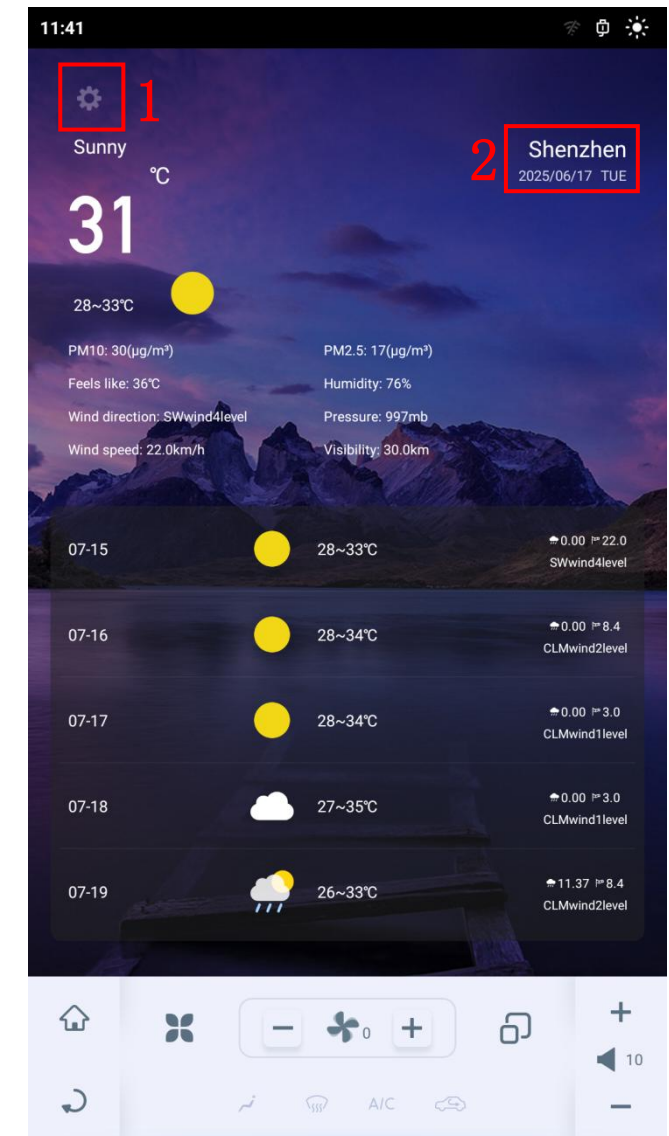 11:41
1
Sunny
2
Shenzhen
2025/06/17 TUE
℃
31
28~33℃
PM10: 30(μg/m³)
PM2.5: 17(μg/m³)
Feels like: 36℃
Humidity: 76%
Wind direction: SWwind4level
Pressure: 997mb
Wind speed: 22.0km/h
Visibility: 30.0km
07-15
28~33℃
0.00 22.0
SWwind4level
07-16
28~34℃
0.00 8.4
CLMwind2level
07-17
28~34℃
0.00 3.0
CLMwind1level
07-18
27~35℃
0.00 3.0
CLMwind1level
07-19
26~33℃
11.37 8.4
CLMwind2level
0
10
A/C